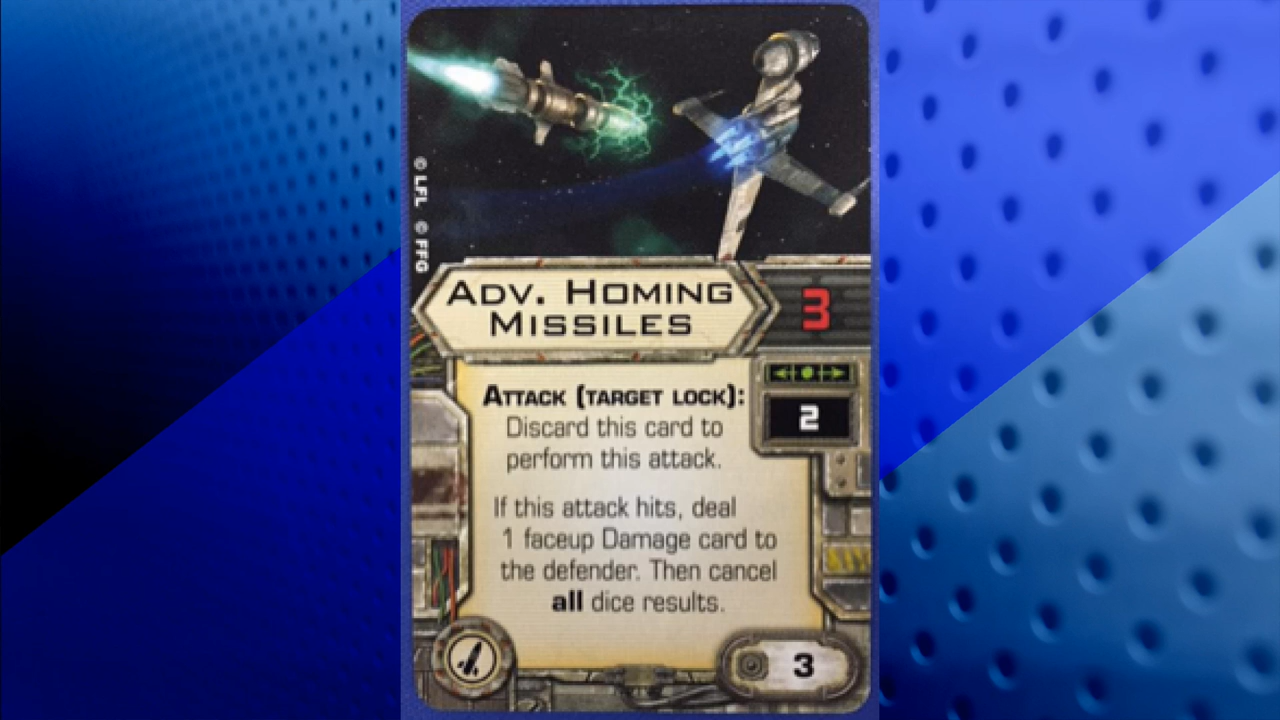 © LFL © FFG
ADV. HOMING
MISSILES
3
ATTACK (TARGET LOCK):
2
Discard this card to
perform this attack.
If this attack hits, deal
1 faceup Damage card to
the defender. Then cancel
all dice results.
3